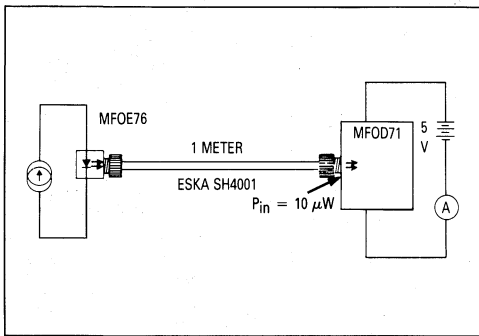 MFOE76
1 METER
ESKA SH4001
Pin = 10 μW
MFOD71
5
V
A